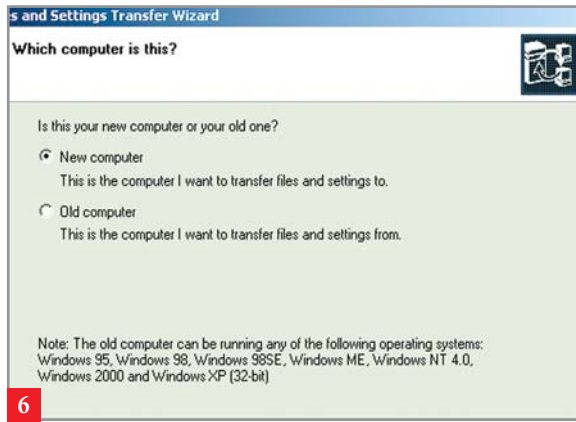 s and Settings Transfer Wizard
Which computer is this?
Is this your new computer or your old one?
New computer
This is the computer I want to transfer files and settings to.
Old computer
This is the computer I want to transfer files and settings from.
Note: The old computer can be running any of the following operating systems:
Windows 95, Windows 98, Windows 98SE, Windows ME, Windows NT 4.0,
Windows 2000 and Windows XP (32-bit)
6